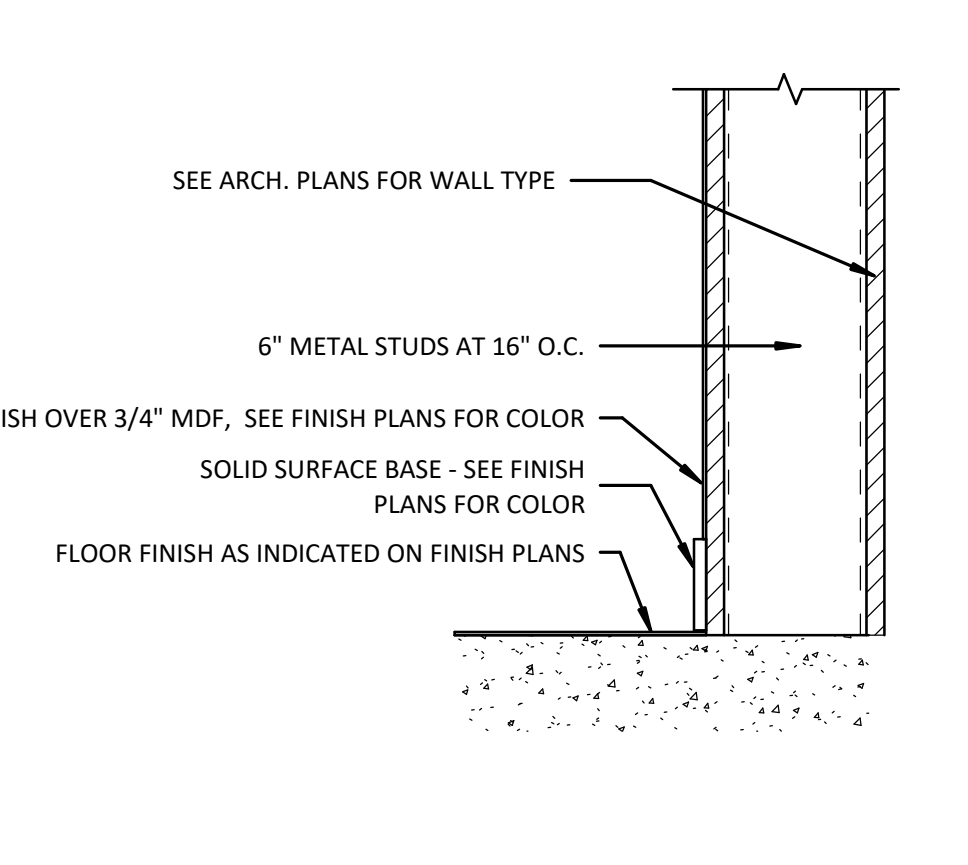 SEE ARCH. PLANS FOR WALL TYPE
6" METAL STUDS AT 16" O.C.
ISH OVER 3/4" MDF,  SEE FINISH PLANS FOR COLOR
SOLID SURFACE BASE - SEE FINISH
PLANS FOR COLOR
FLOOR FINISH AS INDICATED ON FINISH PLANS